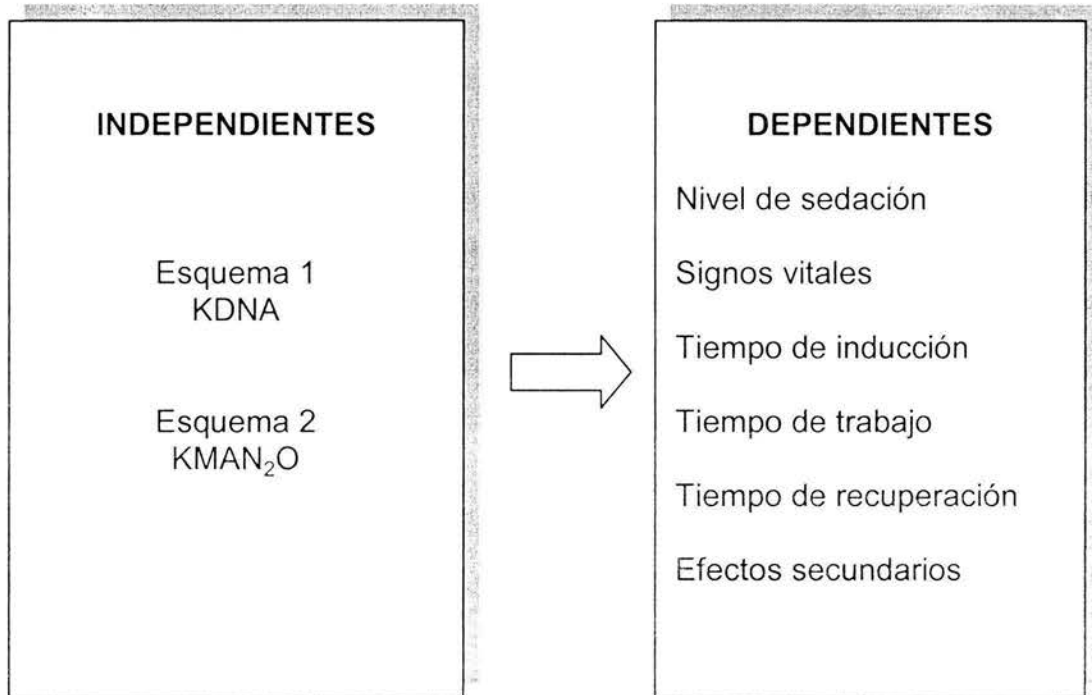 INDEPENDIENTES
Esquema 1
KDNA
Esquema 2
KMAN₂O
DEPENDIENTES
Nivel de sedación
Signos vitales
Tiempo de inducción
Tiempo de trabajo
Tiempo de recuperación
Efectos secundarios